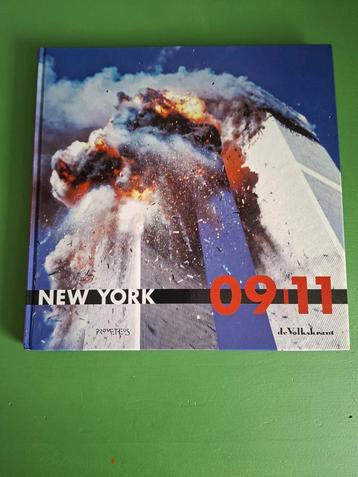 NEW YORK 09|11
PROMETHEUS de Volkskrant